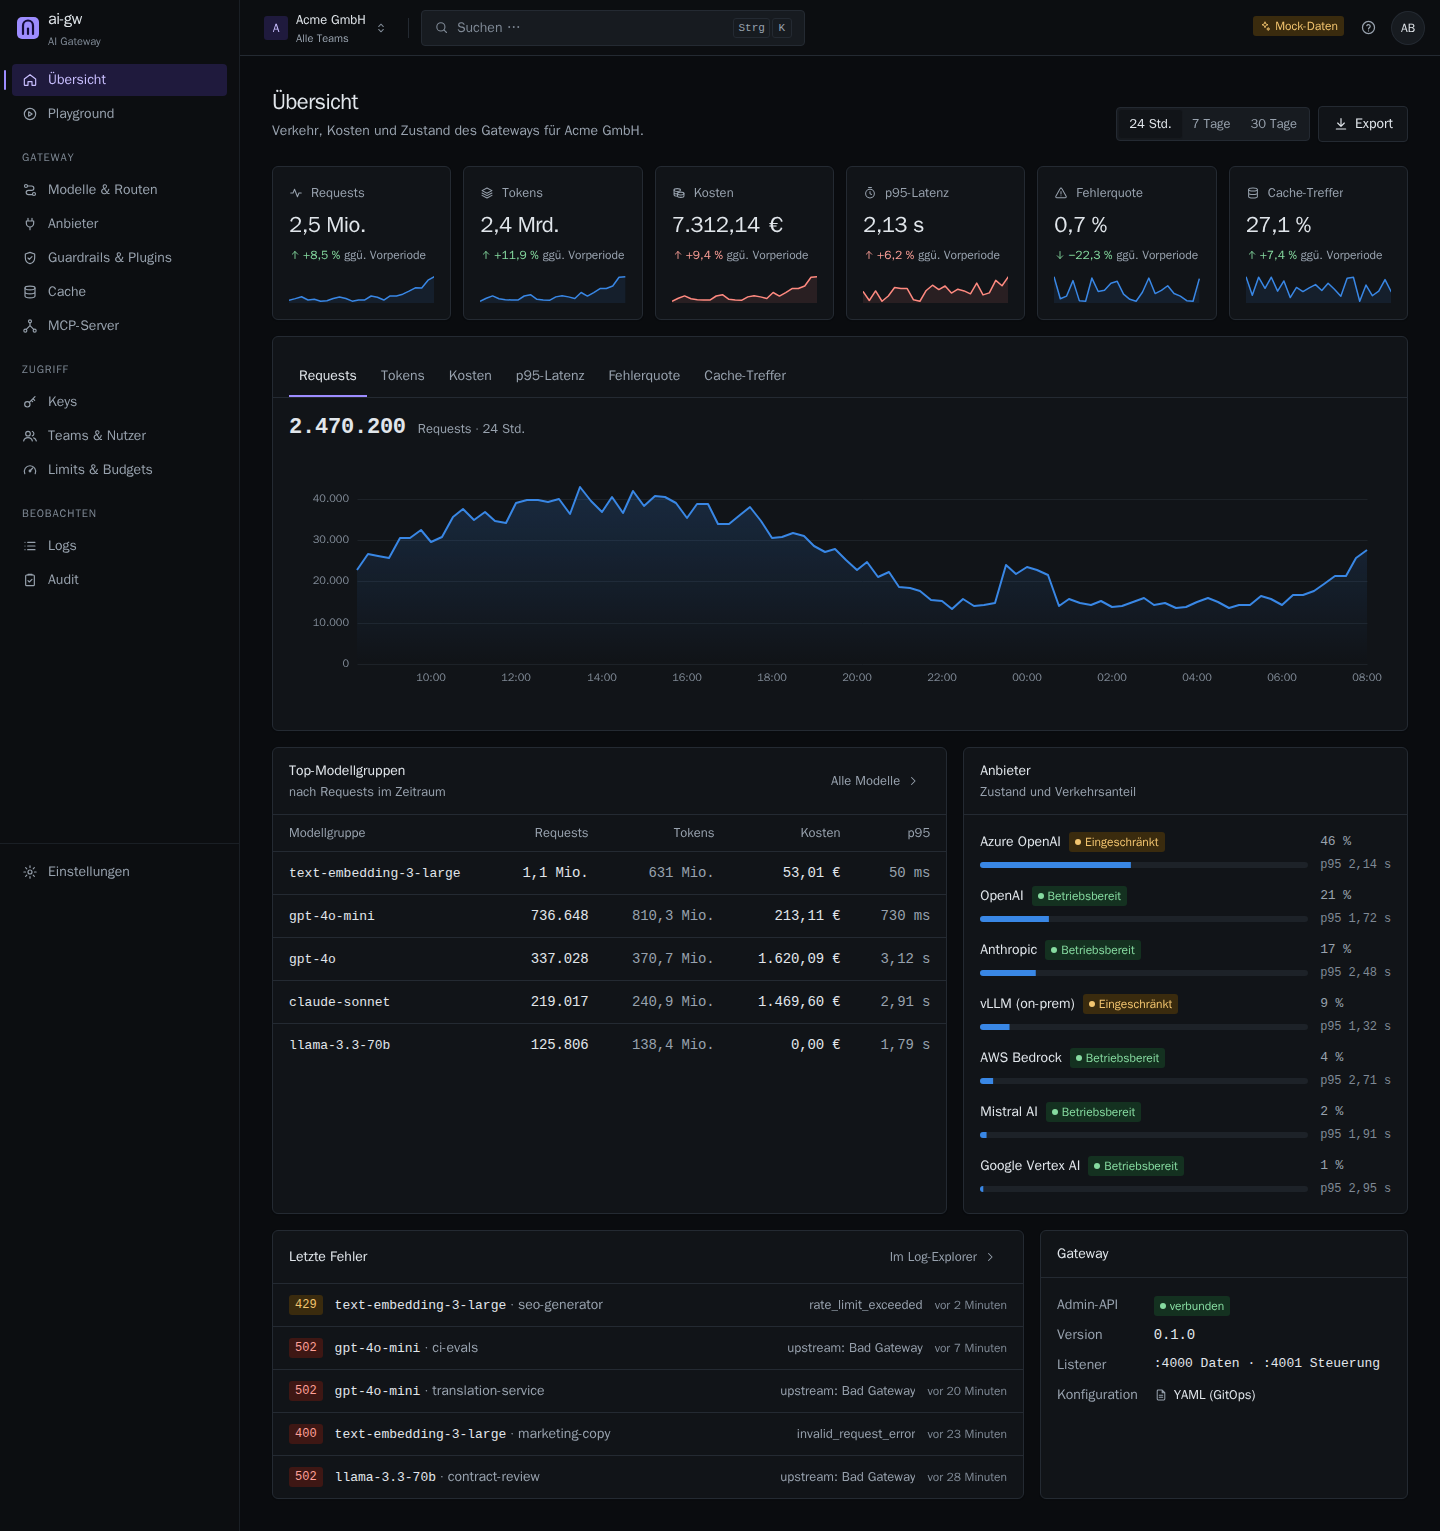 ai-gw
AI Gateway
Übersicht
Playground
GATEWAY
Modelle & Routen
Anbieter
Guardrails & Plugins
Cache
MCP-Server
ZUGRIFF
Keys
Teams & Nutzer
Limits & Budgets
BEOBACHTEN
Logs
Audit
Einstellungen
A
Acme GmbH
Alle Teams
Suchen ⋯ Strg K
Mock-Daten
AB
Übersicht
Verkehr, Kosten und Zustand des Gateways für Acme GmbH.
24 Std. 7 Tage 30 Tage Export
Requests
2,5 Mio.
↑ +8,5 % ggü. Vorperiode
Tokens
2,4 Mrd.
↑ +11,9 % ggü. Vorperiode
Kosten
7.312,14 €
↑ +9,4 % ggü. Vorperiode
p95-Latenz
2,13 s
↑ +6,2 % ggü. Vorperiode
Fehlerquote
0,7 %
↓ −22,3 % ggü. Vorperiode
Cache-Treffer
27,1 %
↑ +7,4 % ggü. Vorperiode
Requests Tokens Kosten p95-Latenz Fehlerquote Cache-Treffer
2.470.200 Requests · 24 Std.
40.000
30.000
20.000
10.000
0
10:00 12:00 14:00 16:00 18:00 20:00 22:00 00:00 02:00 04:00 06:00 08:00
Top-Modellgruppen
nach Requests im Zeitraum
Alle Modelle
Modellgruppe Requests Tokens Kosten p95
text-embedding-3-large 1,1 Mio. 631 Mio. 53,01 € 50 ms
gpt-4o-mini 736.648 810,3 Mio. 213,11 € 730 ms
gpt-4o 337.028 370,7 Mio. 1.620,09 € 3,12 s
claude-sonnet 219.017 240,9 Mio. 1.469,60 € 2,91 s
llama-3.3-70b 125.806 138,4 Mio. 0,00 € 1,79 s
Anbieter
Zustand und Verkehrsanteil
Azure OpenAI Eingeschränkt 46 %
p95 2,14 s
OpenAI Betriebsbereit 21 %
p95 1,72 s
Anthropic Betriebsbereit 17 %
p95 2,48 s
vLLM (on-prem) Eingeschränkt 9 %
p95 1,32 s
AWS Bedrock Betriebsbereit 4 %
p95 2,71 s
Mistral AI Betriebsbereit 2 %
p95 1,91 s
Google Vertex AI Betriebsbereit 1 %
p95 2,95 s
Letzte Fehler
Im Log-Explorer
429 text-embedding-3-large · seo-generator rate_limit_exceeded vor 2 Minuten
502 gpt-4o-mini · ci-evals upstream: Bad Gateway vor 7 Minuten
502 gpt-4o-mini · translation-service upstream: Bad Gateway vor 20 Minuten
400 text-embedding-3-large · marketing-copy invalid_request_error vor 23 Minuten
502 llama-3.3-70b · contract-review upstream: Bad Gateway vor 28 Minuten
Gateway
Admin-API verbunden
Version 0.1.0
Listener :4000 Daten · :4001 Steuerung
Konfiguration YAML (GitOps)